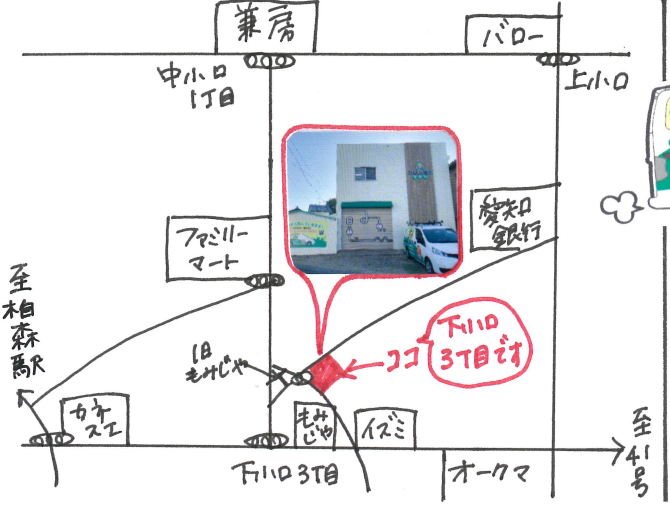 兼房
バロー
中小口
1丁目
上小口
愛知
銀行
ファミリー
マート
至
柏
森
駅
下小口
3丁目です
ココ
旧
もみじや
カネ
スエ
もみ
じや
イズミ
至
41
号
下小口3丁目
オークマ